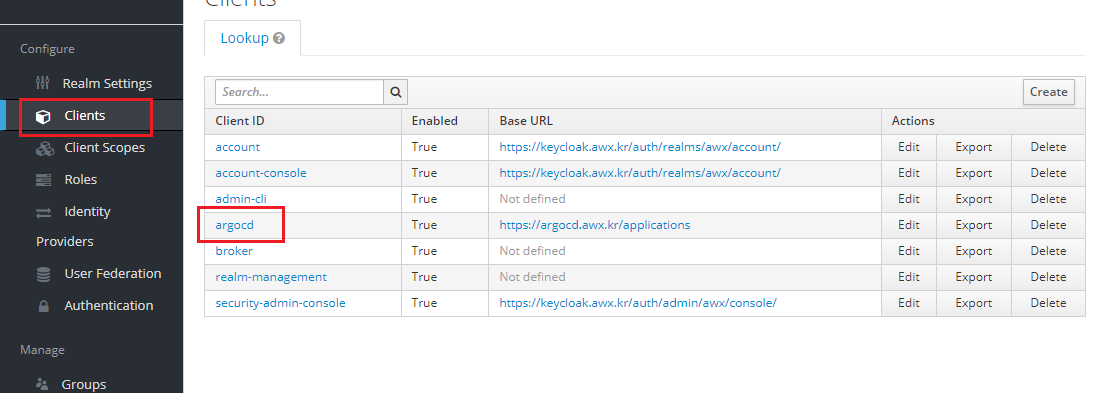 Clients
Lookup
Configure
Realm Settings
Clients
Client Scopes
Roles
Identity
Providers
User Federation
Authentication
Manage
Groups
Search...
Create
Client ID Enabled Base URL Actions
account True https://keycloak.awx.kr/auth/realms/awx/account/ Edit Export Delete
account-console True https://keycloak.awx.kr/auth/realms/awx/account/ Edit Export Delete
admin-cli True Not defined Edit Export Delete
argocd True https://argocd.awx.kr/applications Edit Export Delete
broker True Not defined Edit Export Delete
realm-management True Not defined Edit Export Delete
security-admin-console True https://keycloak.awx.kr/auth/admin/awx/console/ Edit Export Delete